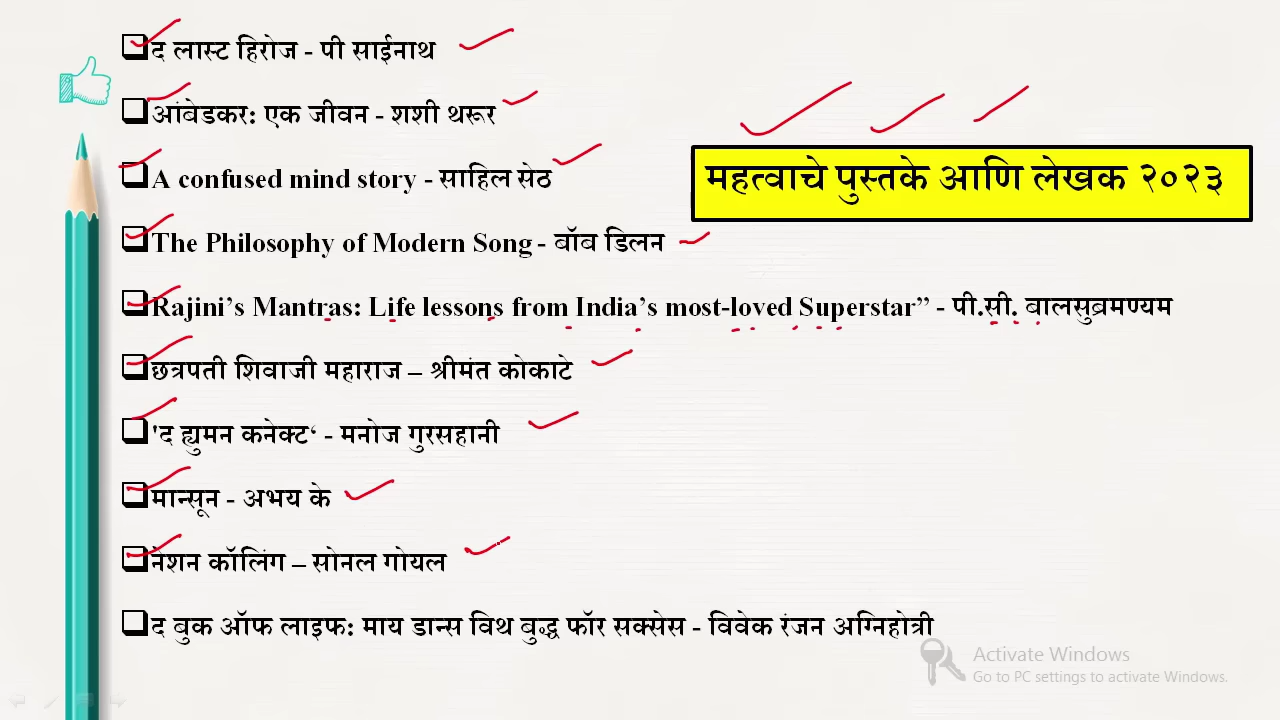 द लास्ट हिरोज - पी साईनाथ
आंबेडकर: एक जीवन - शशी थरूर
महत्वाचे पुस्तके आणि लेखक २०२३
A confused mind story - साहिल सेठ
The Philosophy of Modern Song - बॉब डिलन
Rajini’s Mantras: Life lessons from India’s most-loved Superstar” - पी.सी. बालसुब्रमण्यम
छत्रपती शिवाजी महाराज – श्रीमंत कोकाटे
'द ह्युमन कनेक्ट‘ - मनोज गुरसहानी
मान्सून - अभय के
नेशन कॉलिंग – सोनल गोयल
द बुक ऑफ लाइफ: माय डान्स विथ बुद्ध फॉर सक्सेस - विवेक रंजन अग्निहोत्री
Activate Windows
Go to PC settings to activate Windows.